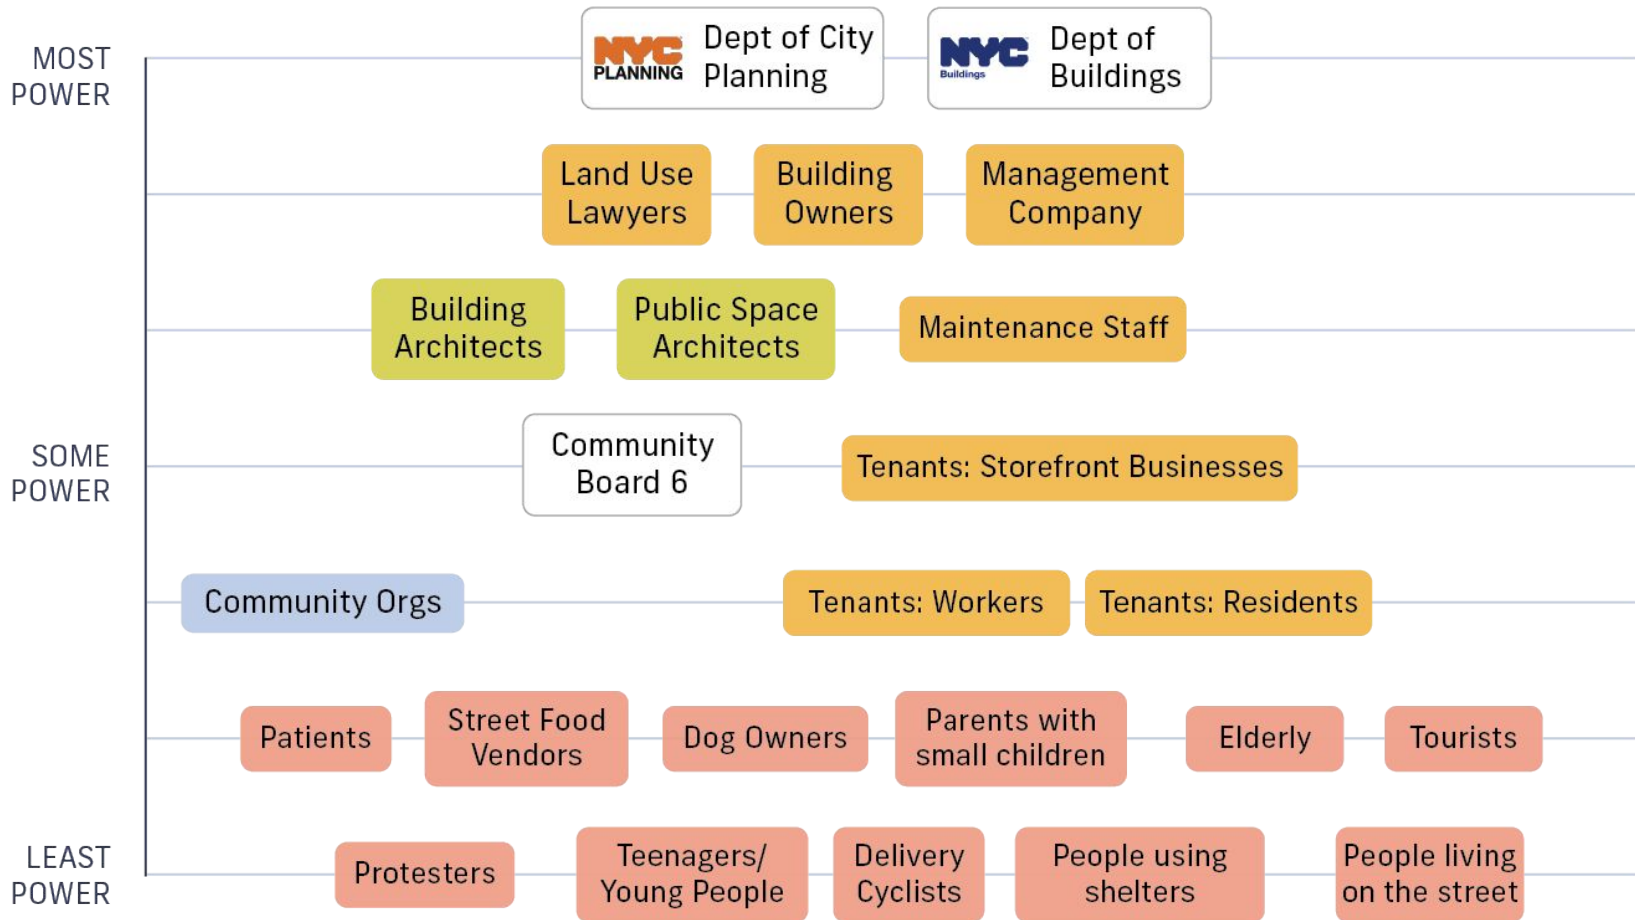 MOST
POWER
NYC
PLANNING
Dept of City
Planning
NYC
Buildings
Dept of
Buildings
Land Use
Lawyers
Building
Owners
Management
Company
Building
Architects
Public Space
Architects
Maintenance Staff
SOME
POWER
Community
Board 6
Tenants: Storefront Businesses
Community Orgs
Tenants: Workers
Tenants: Residents
Patients
Street Food
Vendors
Dog Owners
Parents with
small children
Elderly
Tourists
LEAST
POWER
Protesters
Teenagers/
Young People
Delivery
Cyclists
People using
shelters
People living
on the street